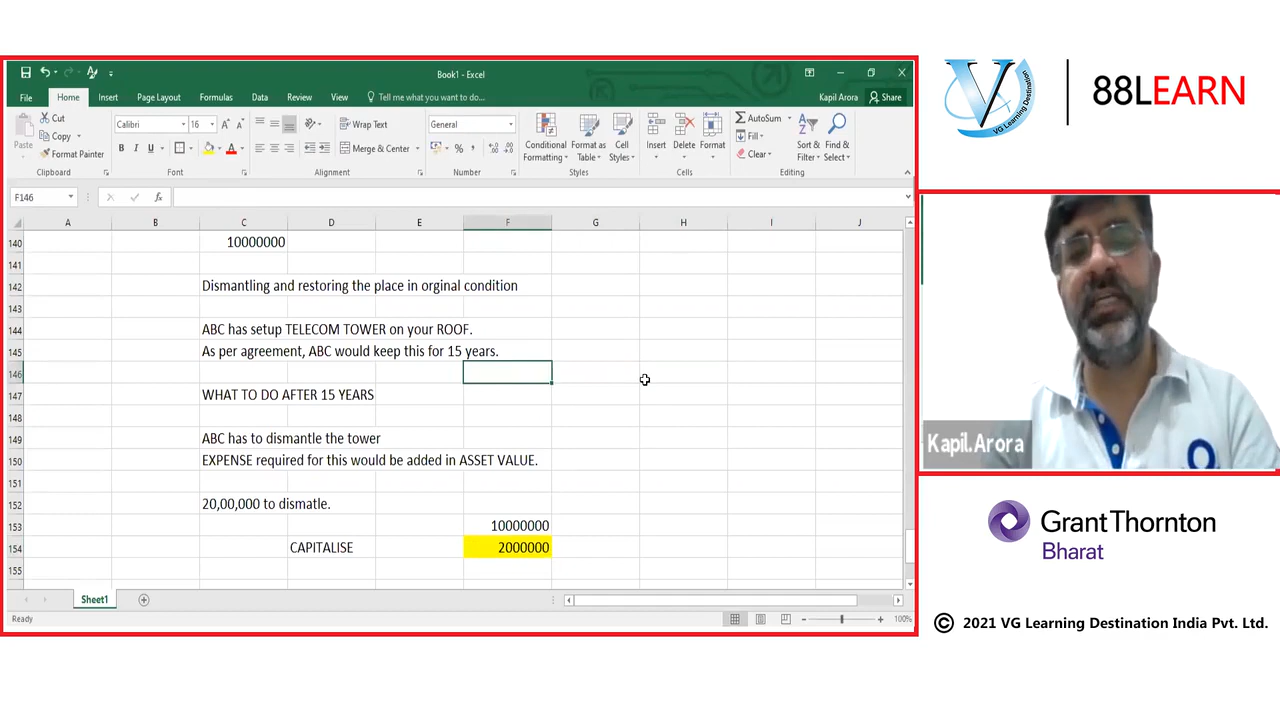 Book1 - Excel
File Home Insert Page Layout Formulas Data Review View Tell me what you want to do... Kapil Arora Share
Paste Cut
Copy
Format Painter
Clipboard
Calibri 16
B I U
Font
Wrap Text
Merge & Center
Alignment
General
%
Number
Conditional Formatting Format as Table Cell Styles
Styles
Insert Delete Format
Cells
AutoSum
Fill
Clear
Sort & Filter Find & Select
Editing
F146 fx
A B C D E F G H I J
140 10000000
141
142 Dismantling and restoring the place in orginal condition
143
144 ABC has setup TELECOM TOWER on your ROOF.
145 As per agreement, ABC would keep this for 15 years.
146
147 WHAT TO DO AFTER 15 YEARS
148
149 ABC has to dismantle the tower
150 EXPENSE required for this would be added in ASSET VALUE.
151
152 20,00,000 to dismatle.
153 10000000
154 CAPITALISE 2000000
155
Sheet1
Ready 100%
V
VG Learning Destination
88LEARN
Kapil.Arora
GrantThornton
Bharat
© 2021 VG Learning Destination India Pvt. Ltd.